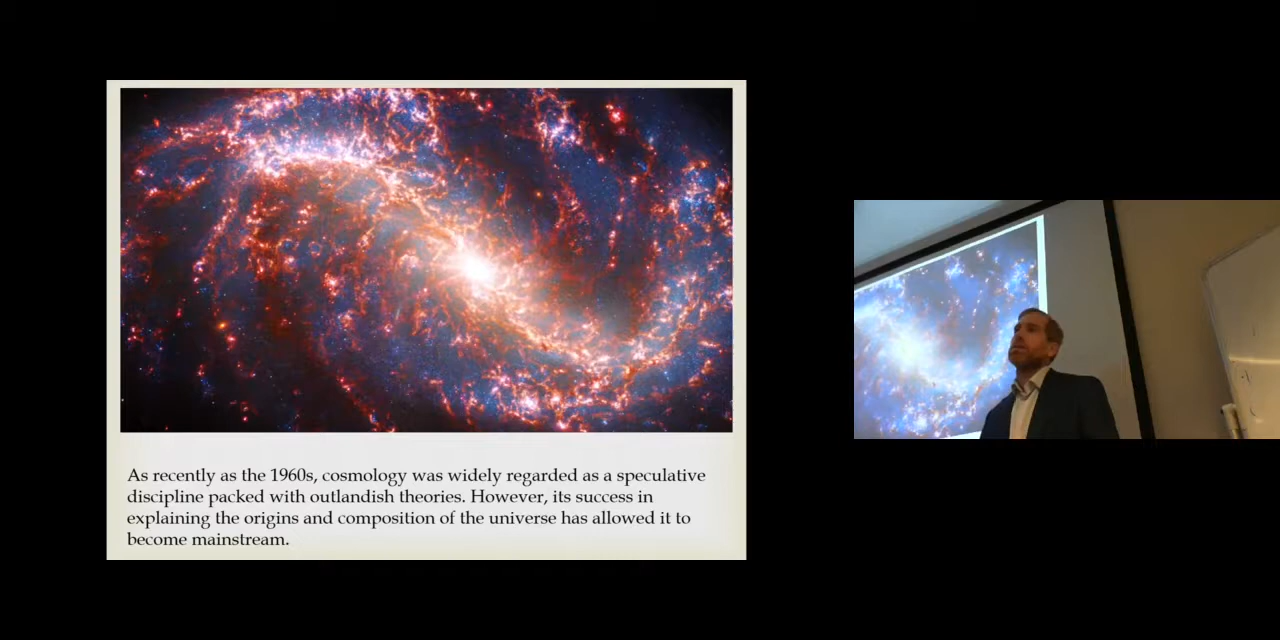 As recently as the 1960s, cosmology was widely regarded as a speculative
discipline packed with outlandish theories. However, its success in
explaining the origins and composition of the universe has allowed it to
become mainstream.